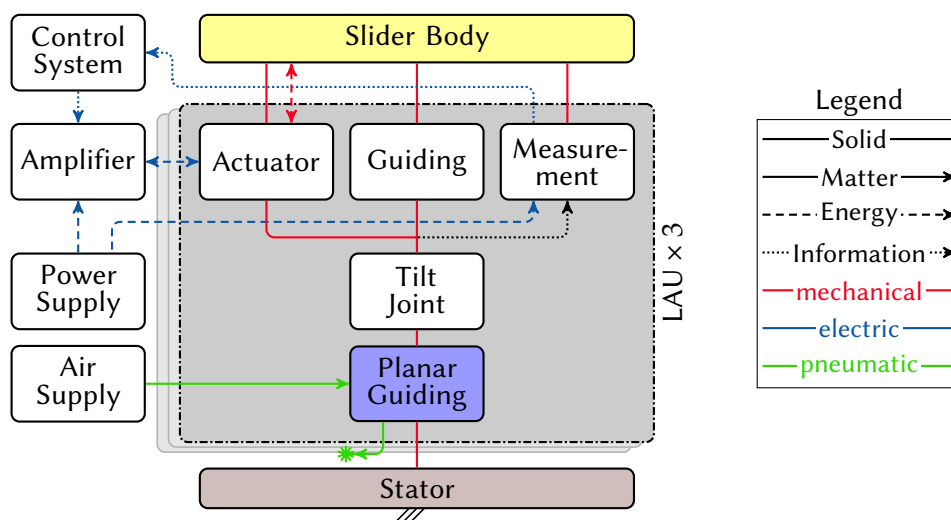 Control
System
Slider Body
Amplifier
Actuator
Guiding
Measure-
ment
Power
Supply
Tilt
Joint
Air
Supply
Planar
Guiding
Stator
LAU × 3
Legend
Solid
Matter
Energy
Information
mechanical
electric
pneumatic